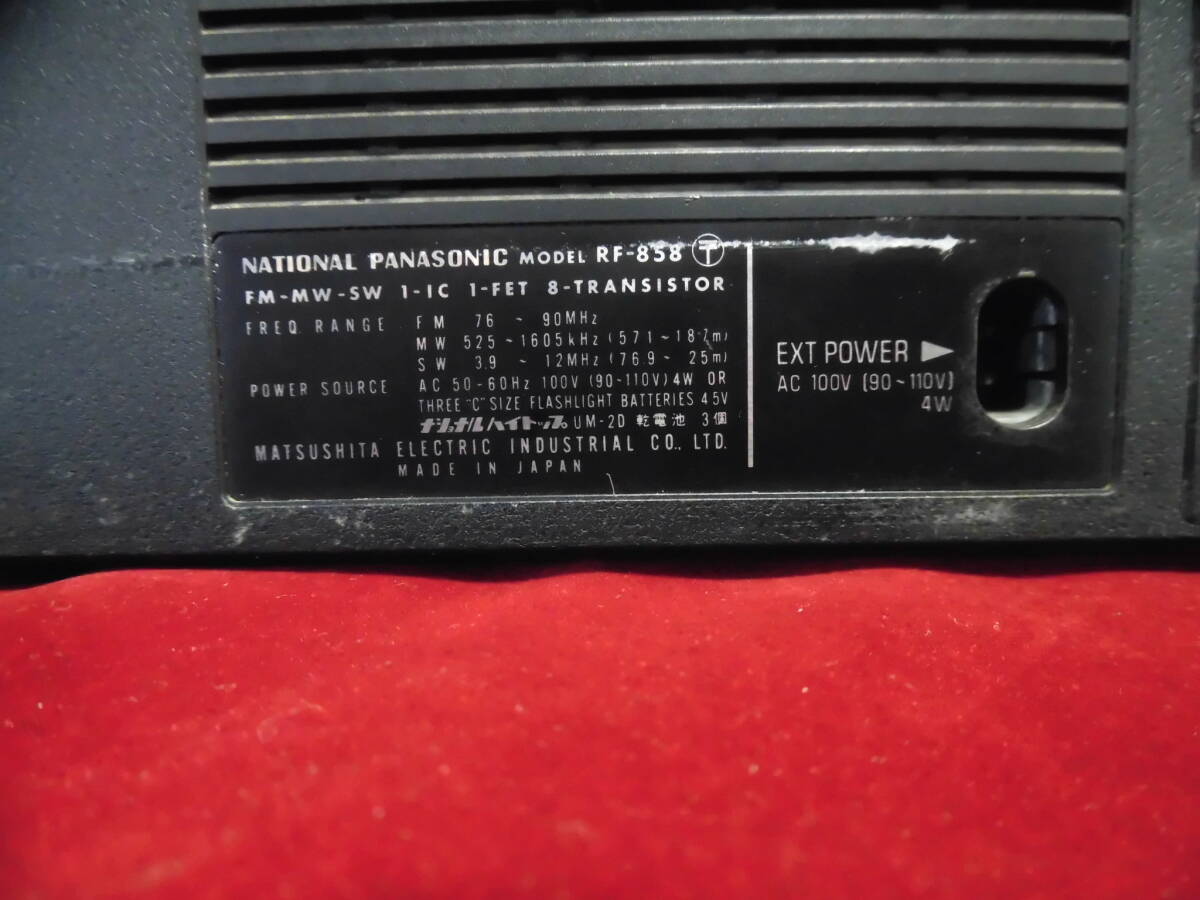 NATIONAL PANASONIC MODEL RF-858 〒
FM-MW-SW 1-IC 1-FET 8-TRANSISTOR
FREQ RANGE FM 76 ~ 90MHz
MW 525 ~ 1605kHz (571 ~ 187m)
SW 3.9 ~ 12MHz (76.9 ~ 25m)
POWER SOURCE AC 50-60Hz 100V (90-110V) 4W OR
THREE "C" SIZE FLASHLIGHT BATTERIES 4.5V
ナショナルハイトップ UM-2D 乾電池 3個
MATSUSHITA ELECTRIC INDUSTRIAL CO., LTD.
MADE IN JAPAN
EXT POWER ▶
AC 100V (90~110V)
4W